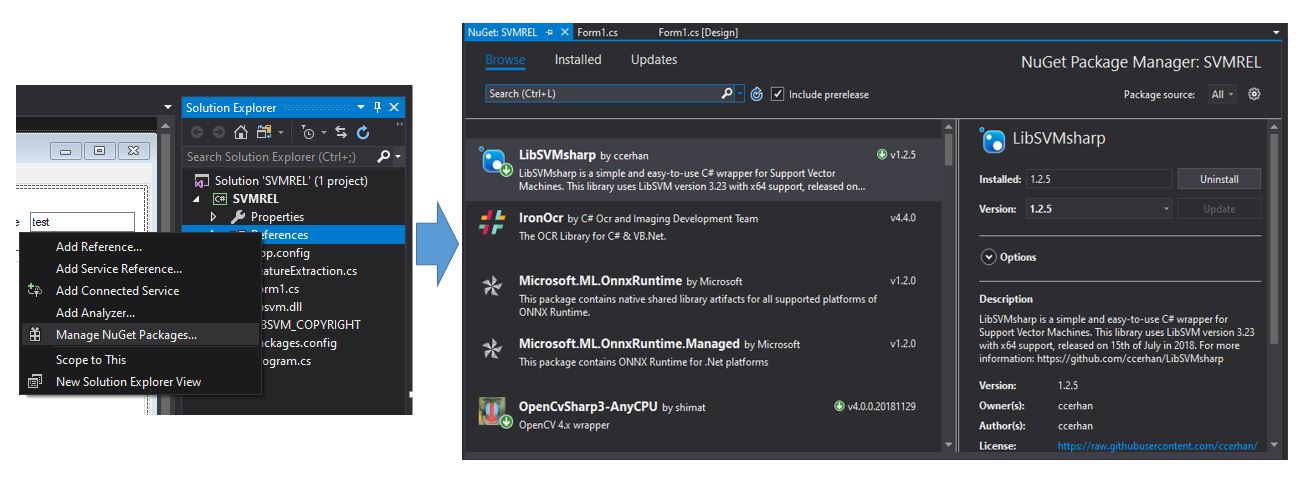 Solution Explorer
Search Solution Explorer (Ctrl+;)
Solution 'SVMREL' (1 project)
C# SVMREL
Properties
test
References
Add Reference...
Add Service Reference...
eatureExtraction.cs
Add Connected Service
orm1.cs
Add Analyzer...
svm.dll
Manage NuGet Packages...
BSVM_COPYRIGHT
ackages.config
Scope to This
rogram.cs
New Solution Explorer View
NuGet: SVMREL
Form1.cs
Form1.cs [Design]
Browse
Installed
Updates
NuGet Package Manager: SVMREL
Search (Ctrl+L)
Include prerelease
Package source:
All
LibSVMsharp by ccerhan
v1.2.5
LibSVMsharp is a simple and easy-to-use C# wrapper for Support Vector
Machines. This library uses LibSVM version 3.23 with x64 support, released on...
IronOcr by C# Ocr and Imaging Development Team
v4.4.0
The OCR Library for C# & VB.Net.
Microsoft.ML.OnnxRuntime by Microsoft
v1.2.0
This package contains native shared library artifacts for all supported platforms of
ONNX Runtime.
Microsoft.ML.OnnxRuntime.Managed by Microsoft
v1.2.0
This package contains ONNX Runtime for .Net platforms
OpenCvSharp3-AnyCPU by shimat
v4.0.0.20181129
OpenCV 4.x wrapper
LibSVMsharp
Installed: 1.2.5
Uninstall
Version: 1.2.5
Update
Options
Description
LibSVMsharp is a simple and easy-to-use C# wrapper for
Support Vector Machines. This library uses LibSVM version 3.23
with x64 support, released on 15th of July in 2018. For more
information: https://github.com/ccerhan/LibSVMsharp
Version: 1.2.5
Owner(s): ccerhan
Author(s): ccerhan
License: https://raw.githubusercontent.com/ccerhan/